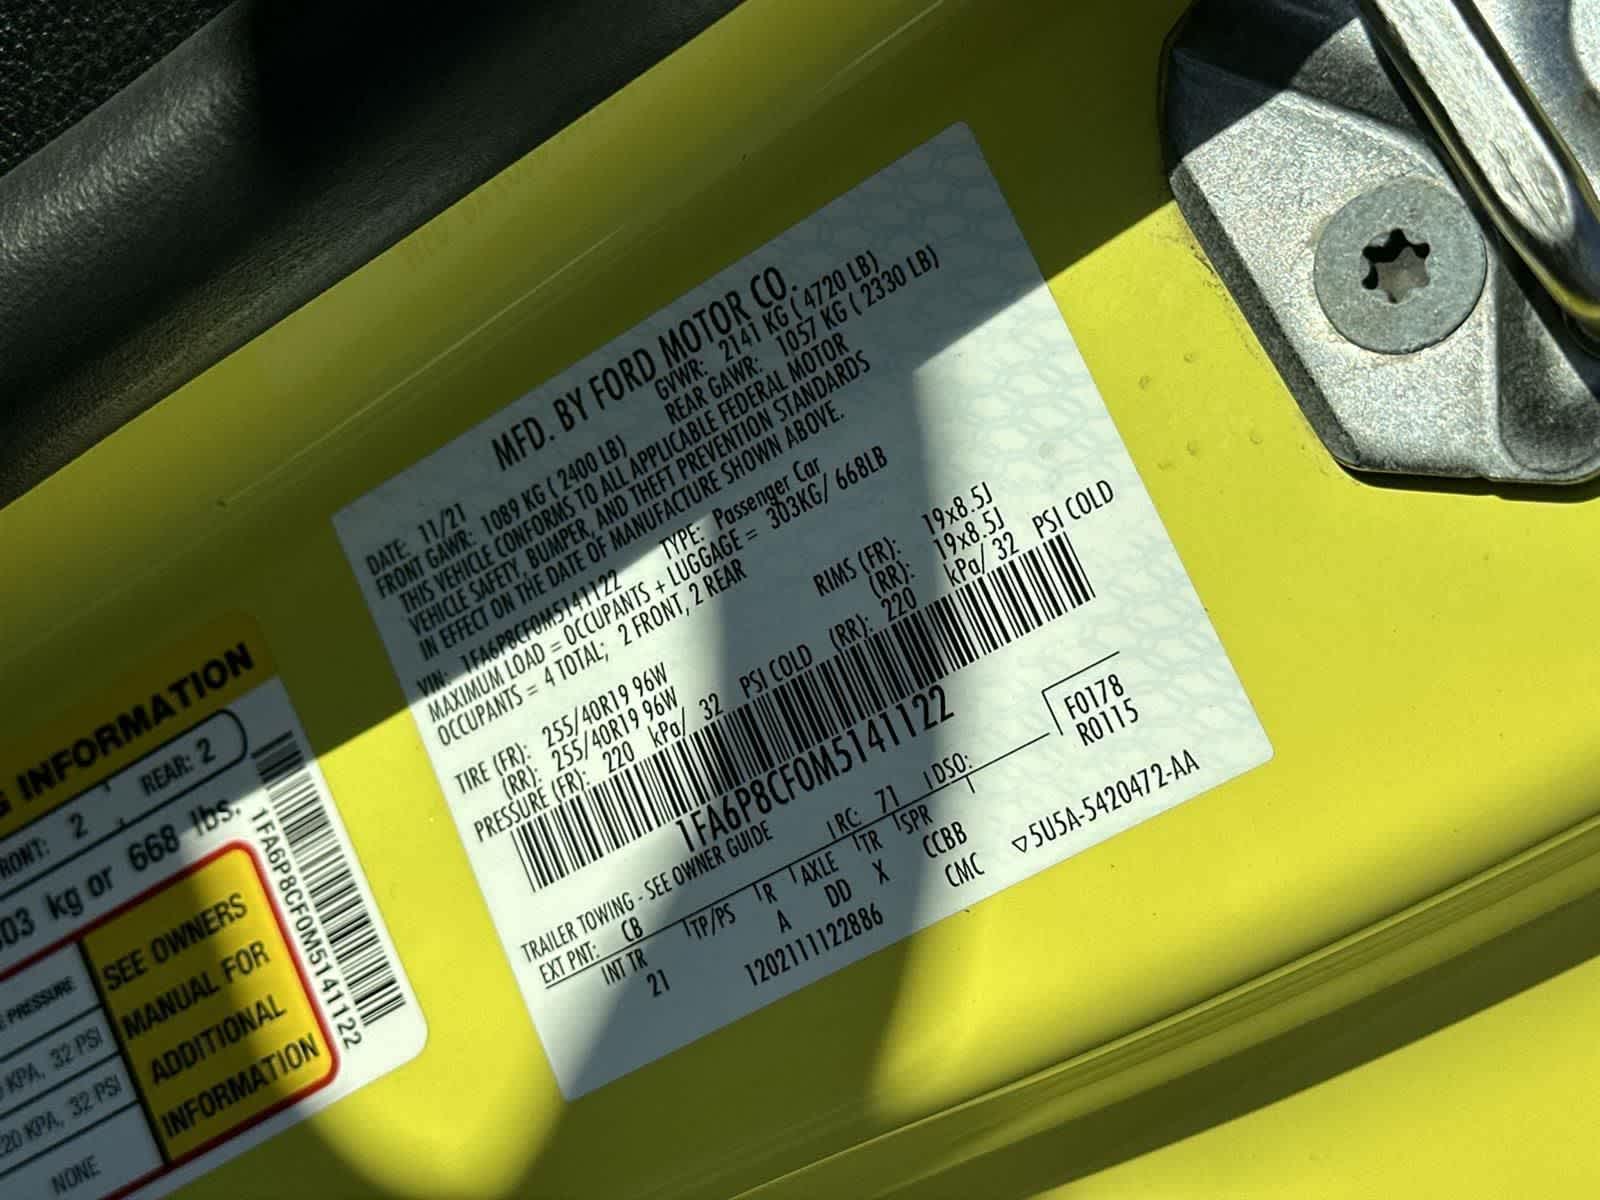 MFD. BY FORD MOTOR CO.
DATE: 11/21 GVWR: 2141 KG ( 4720 LB)
FRONT GAWR: 1089 KG ( 2400 LB) REAR GAWR: 1057 KG ( 2330 LB)
THIS VEHICLE CONFORMS TO ALL APPLICABLE FEDERAL MOTOR
VEHICLE SAFETY, BUMPER, AND THEFT PREVENTION STANDARDS
IN EFFECT ON THE DATE OF MANUFACTURE SHOWN ABOVE.
VIN: 1FA6P8CF0M5141122 TYPE: Passenger Car
MAXIMUM LOAD = OCCUPANTS + LUGGAGE = 303KG/ 668LB
OCCUPANTS = 4 TOTAL; 2 FRONT, 2 REAR
TIRE (FR): 255/40R19 96W RIMS (FR): 19x8.5J
(RR): 255/40R19 96W (RR): 19x8.5J
PRESSURE (FR): 220 kPa/ 32 PSI COLD (RR): 220 kPa/ 32 PSI COLD
1FA6P8CF0M5141122
TRAILER TOWING - SEE OWNER GUIDE
F0178
R0115
EXT PNT: CB RC: 71 DSO:
INT TR TP/PS R AXLE TR SPR
21 A DD X CCBB
CMC
12021111122886
▽5U5A-5420472-AA
INFORMATION
FRONT: 2 REAR: 2
303 kg or 668 lbs.
PRESSURE
KPA, 32 PSI
220 KPA, 32 PSI
NONE
SEE OWNERS
MANUAL FOR
ADDITIONAL
INFORMATION
1FA6P8CF0M5141122